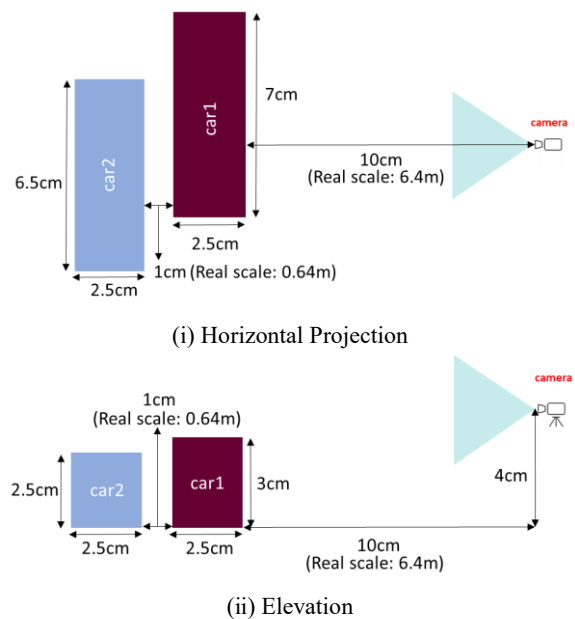 car1
car2
7cm
camera
6.5cm
10cm
(Real scale: 6.4m)
2.5cm
1cm (Real scale: 0.64m)
2.5cm
(i) Horizontal Projection
camera
1cm
(Real scale: 0.64m)
2.5cm
car2
car1
3cm
4cm
2.5cm
2.5cm
10cm
(Real scale: 6.4m)
(ii) Elevation